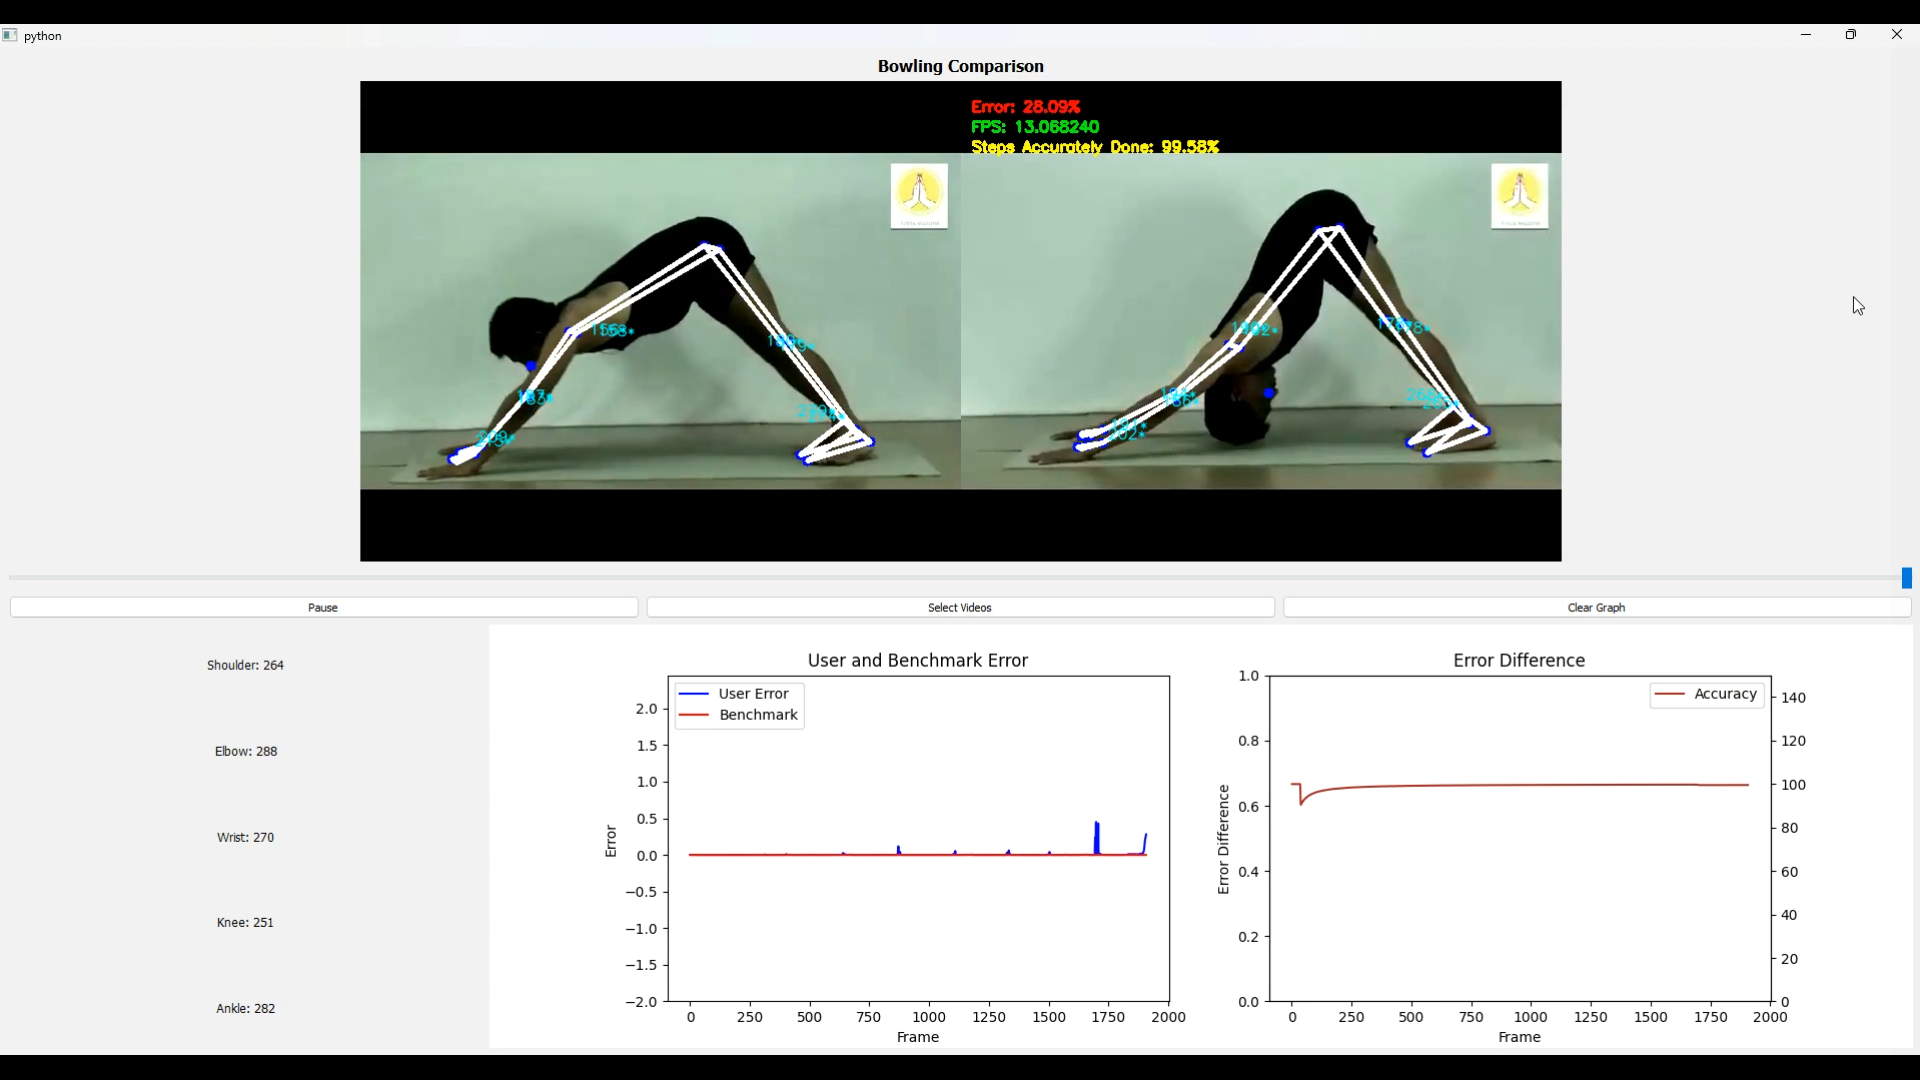 python
Bowling Comparison
Error: 28.09%
FPS: 13.068240
Steps Accurately Done: 99.58%
Pause
Select Videos
Clear Graph
Shoulder: 264
Elbow: 288
Wrist: 270
Knee: 251
Ankle: 282
User and Benchmark Error
User Error
Benchmark
2.0
1.5
1.0
0.5
0.0
−0.5
−1.0
−1.5
−2.0
Error
0 250 500 750 1000 1250 1500 1750 2000
Frame
Error Difference
Accuracy
1.0
0.8
0.6
0.4
0.2
0.0
Error Difference
140
120
100
80
60
40
20
0
0 250 500 750 1000 1250 1500 1750 2000
Frame